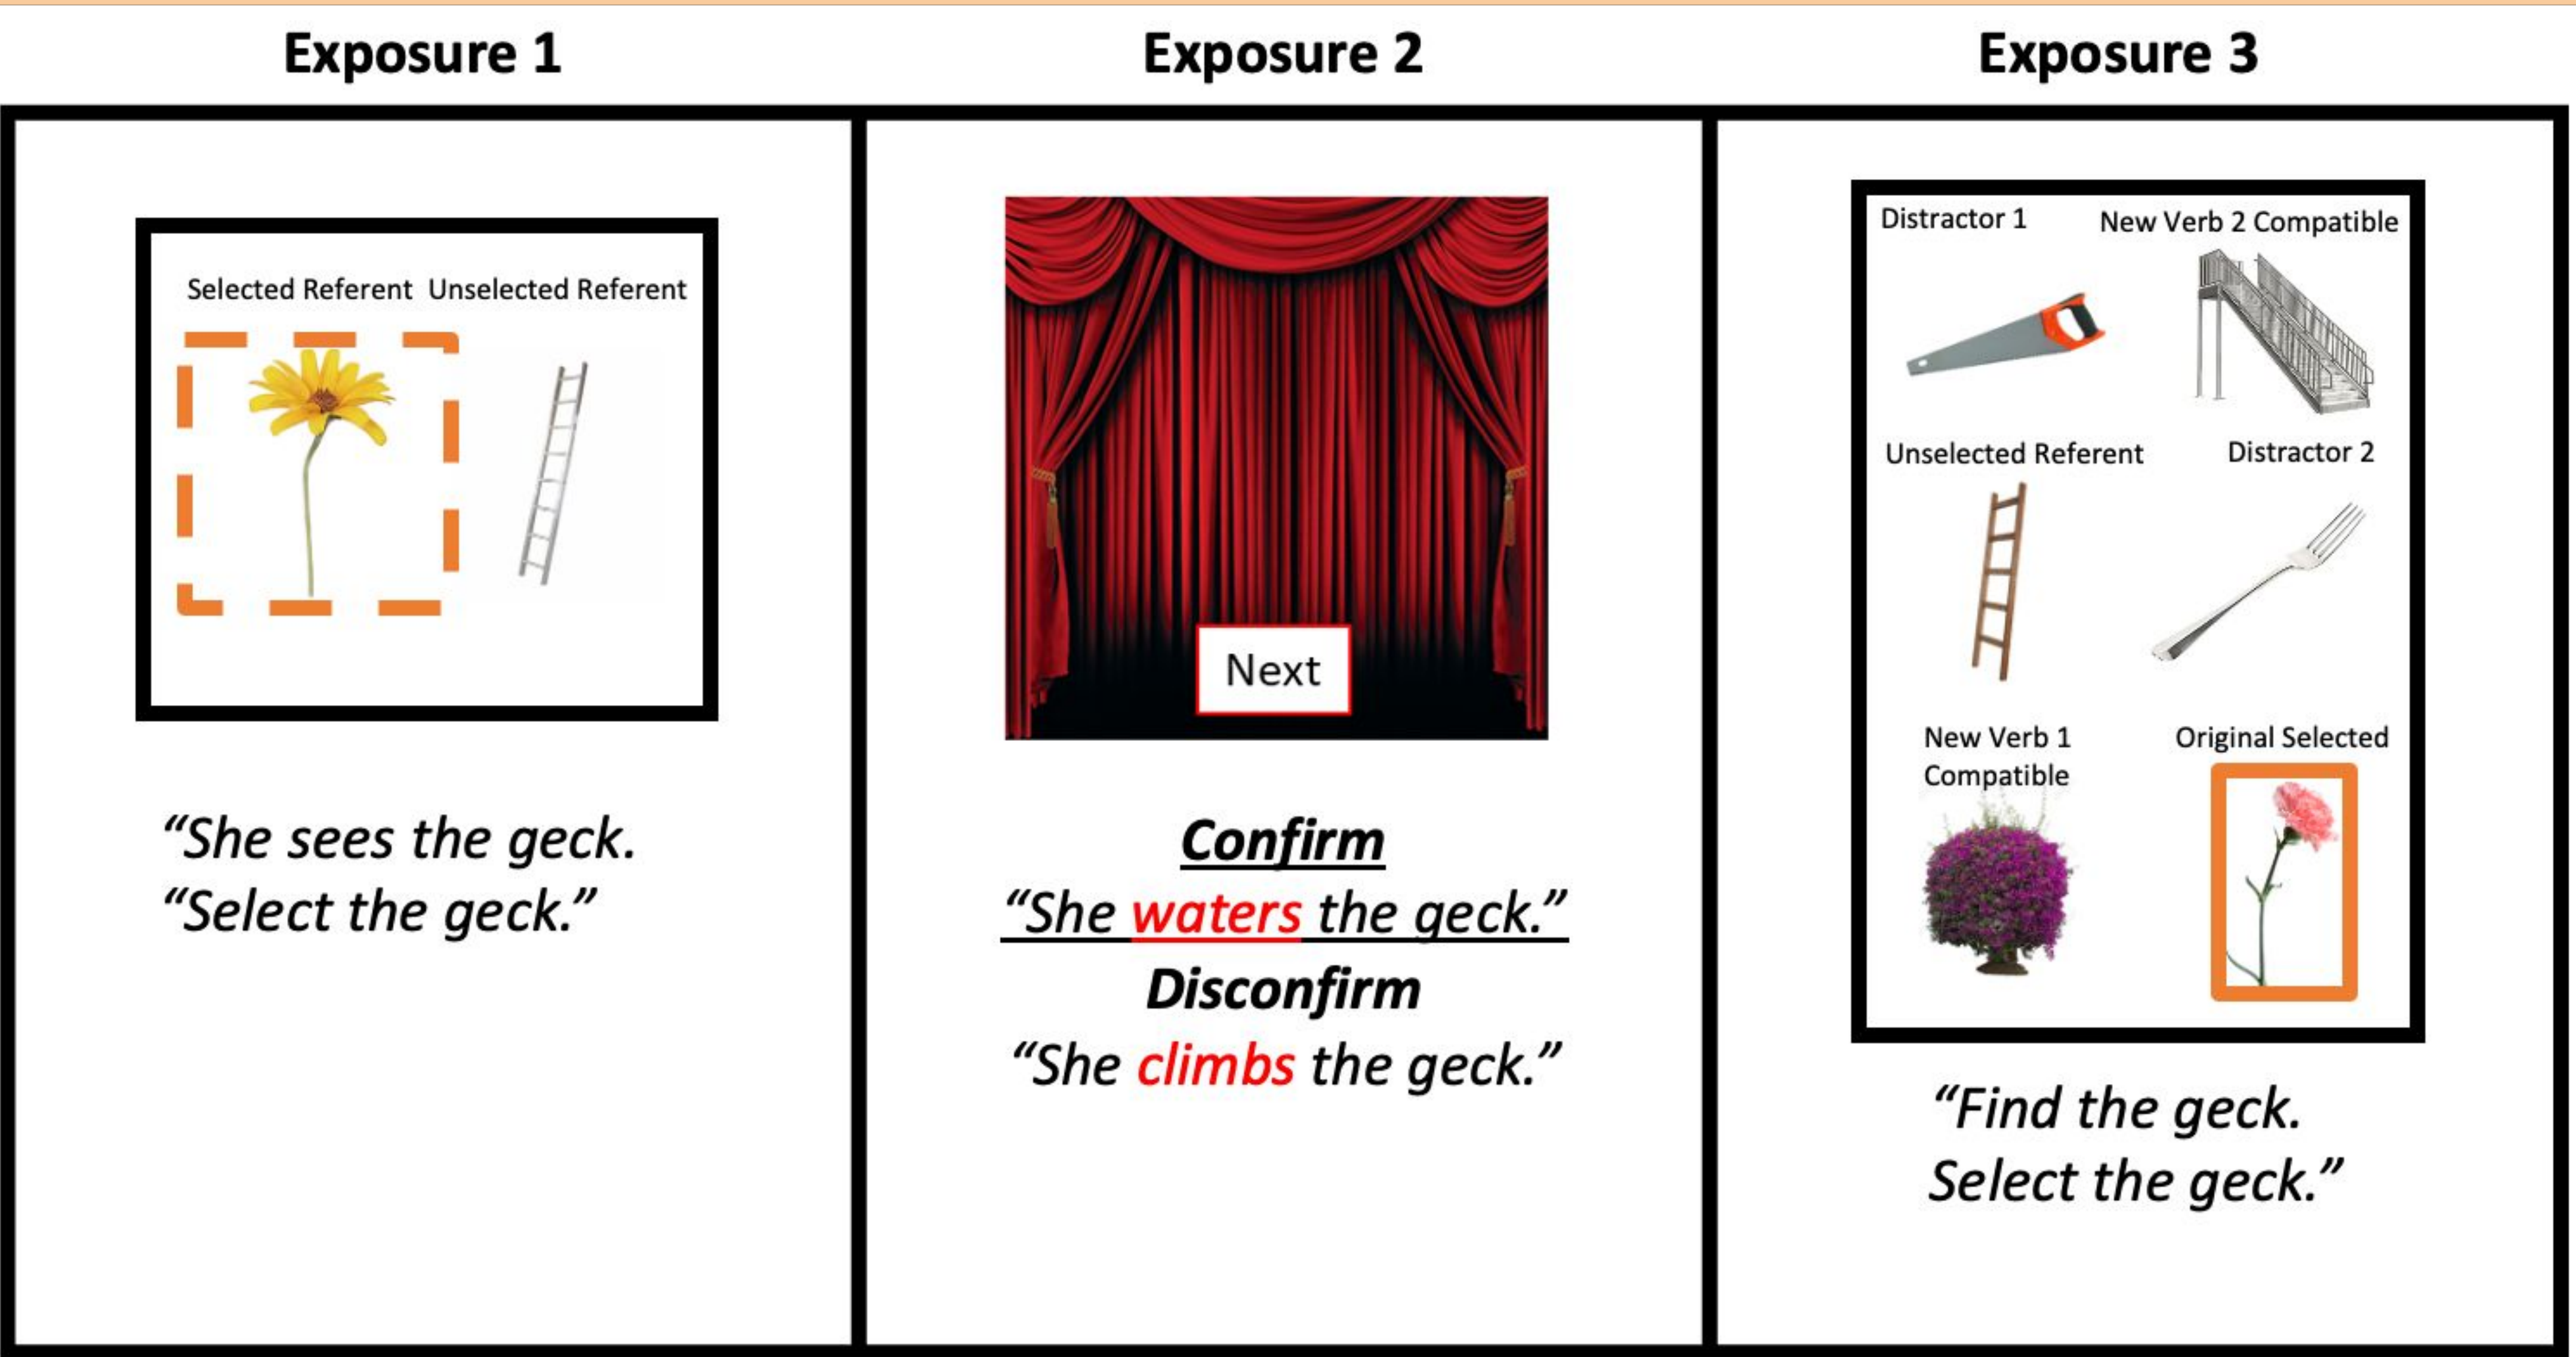 Exposure 1
Exposure 2
Exposure 3
Selected Referent Unselected Referent
“She sees the geck.
“Select the geck.”
Next
Confirm
“She waters the geck.”
Disconfirm
“She climbs the geck.”
Distractor 1
New Verb 2 Compatible
Unselected Referent
Distractor 2
New Verb 1
Compatible
Original Selected
“Find the geck.
Select the geck.”